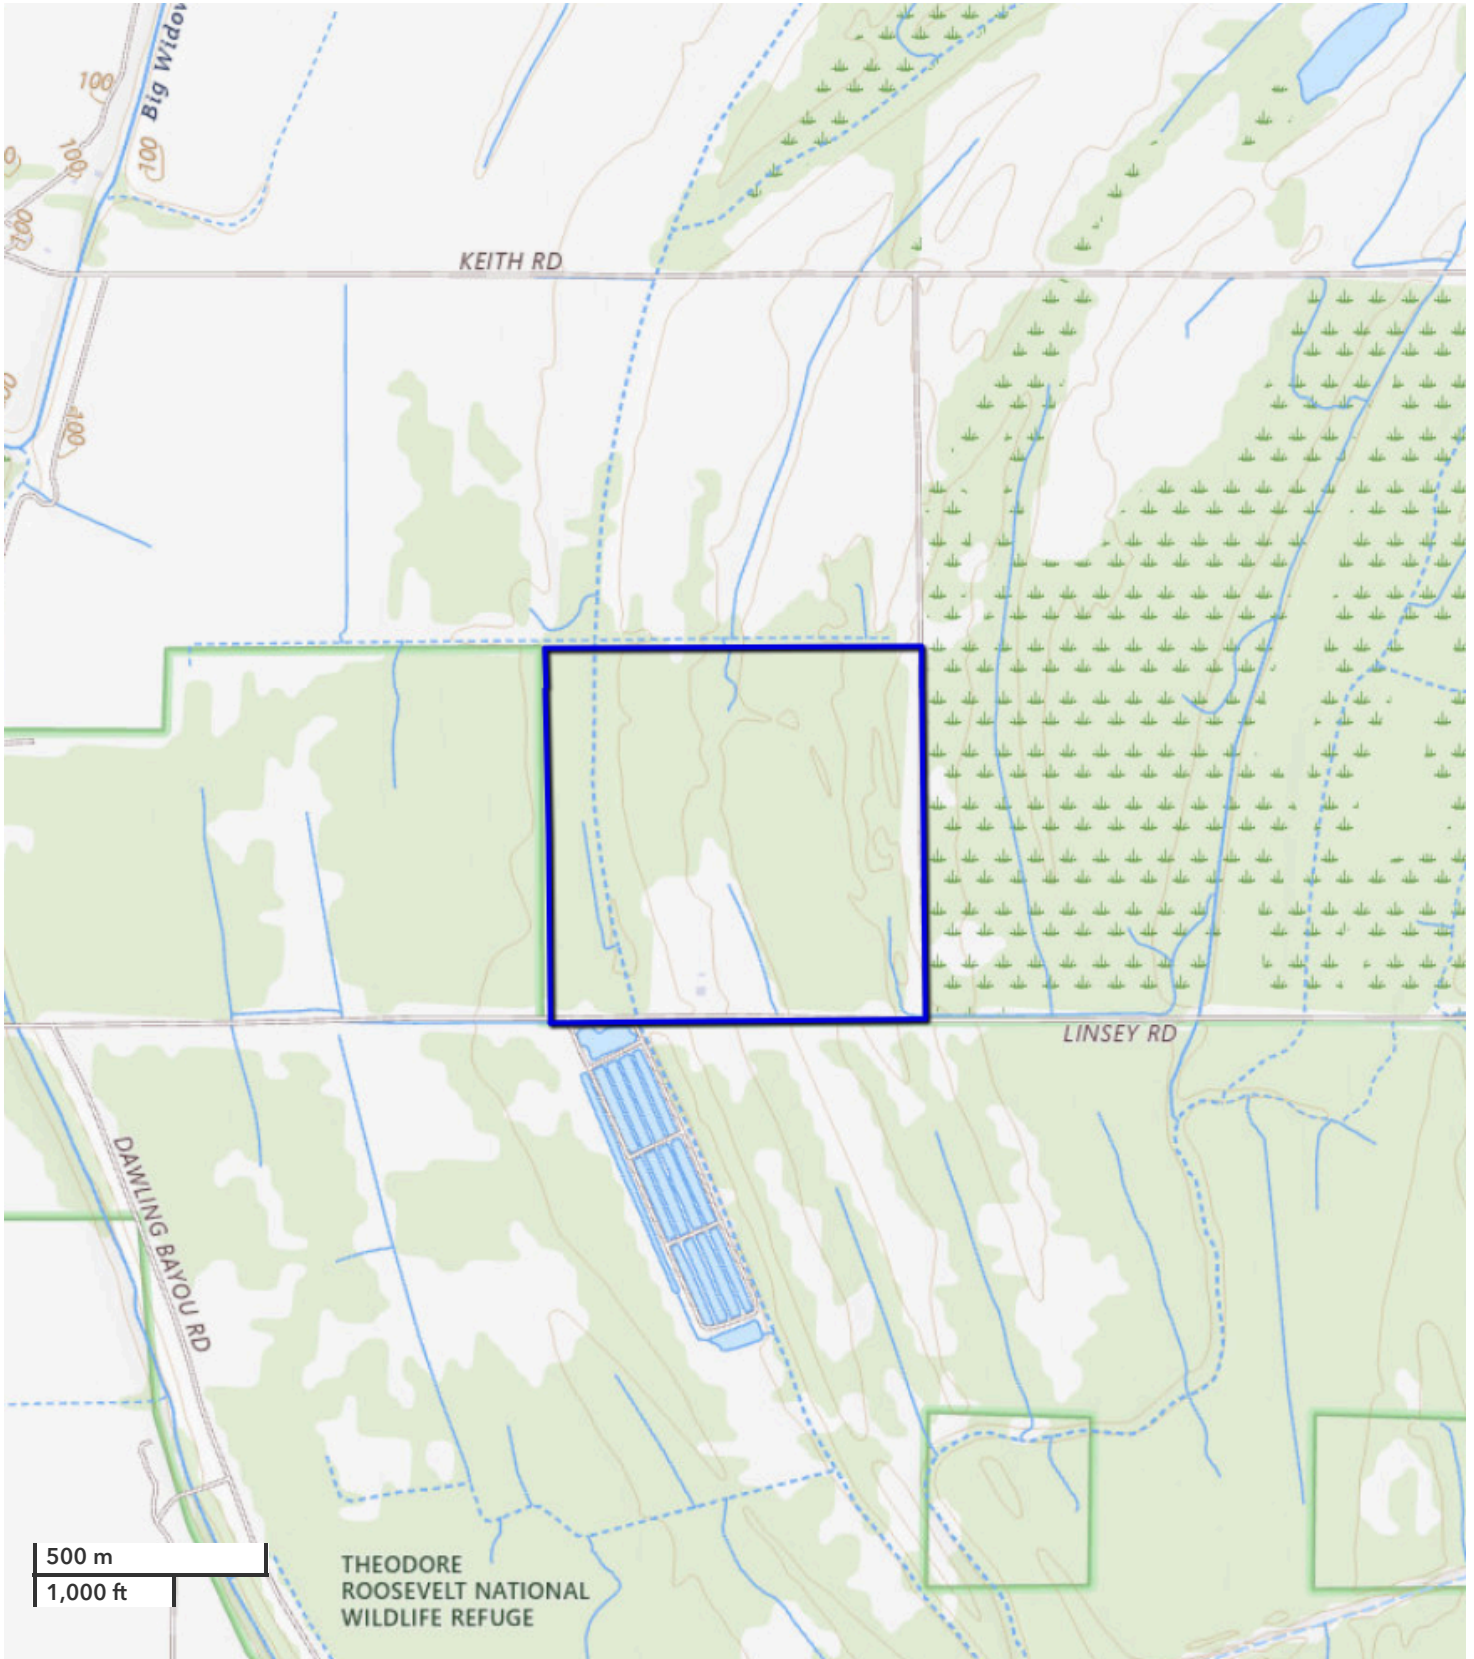 Big Widow
100
100
100
100
KEITH RD
100
LINSEY RD
DAWLING BAYOU RD
500 m
1,000 ft
THEODORE
ROOSEVELT NATIONAL
WILDLIFE REFUGE